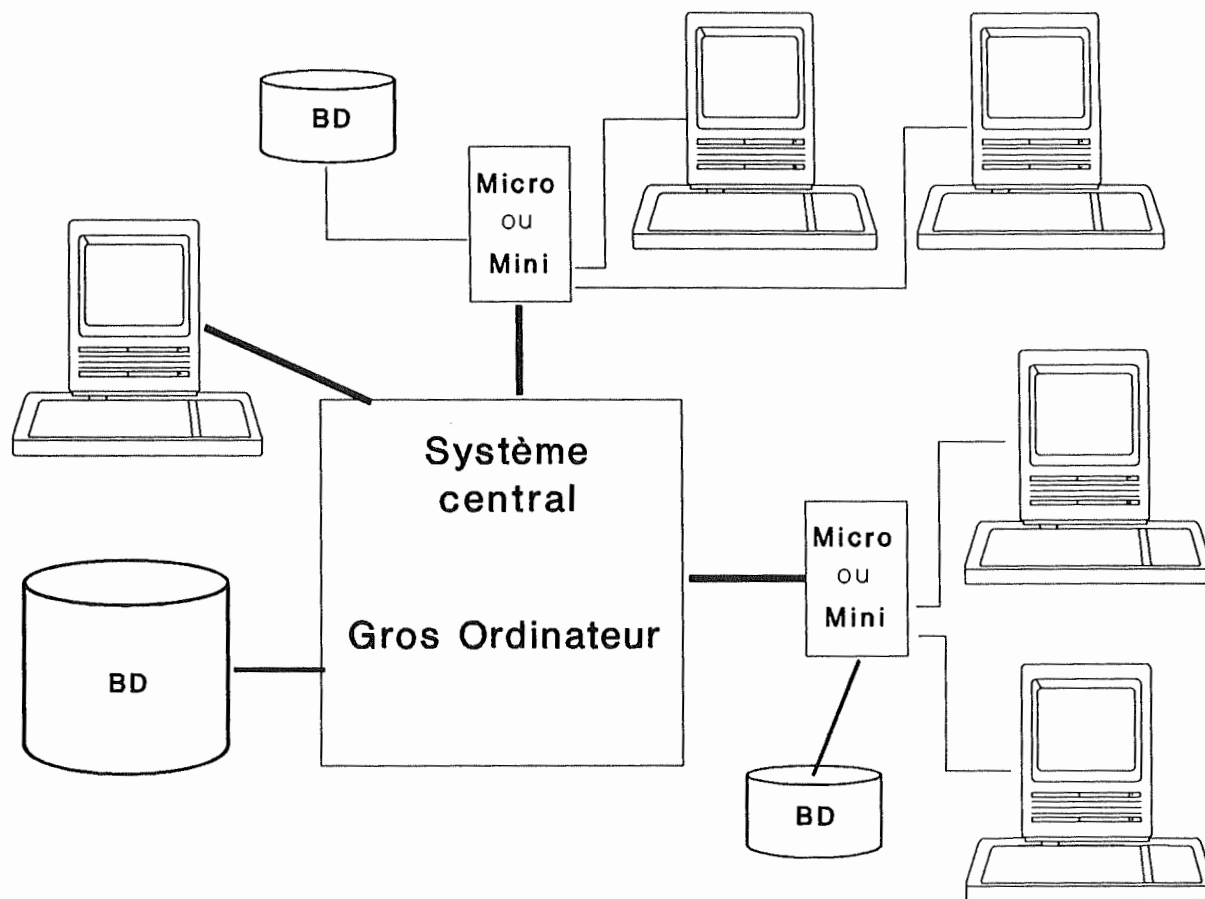 BD
Micro
ou
Mini
Système
central
Gros Ordinateur
BD
Micro
ou
Mini
BD